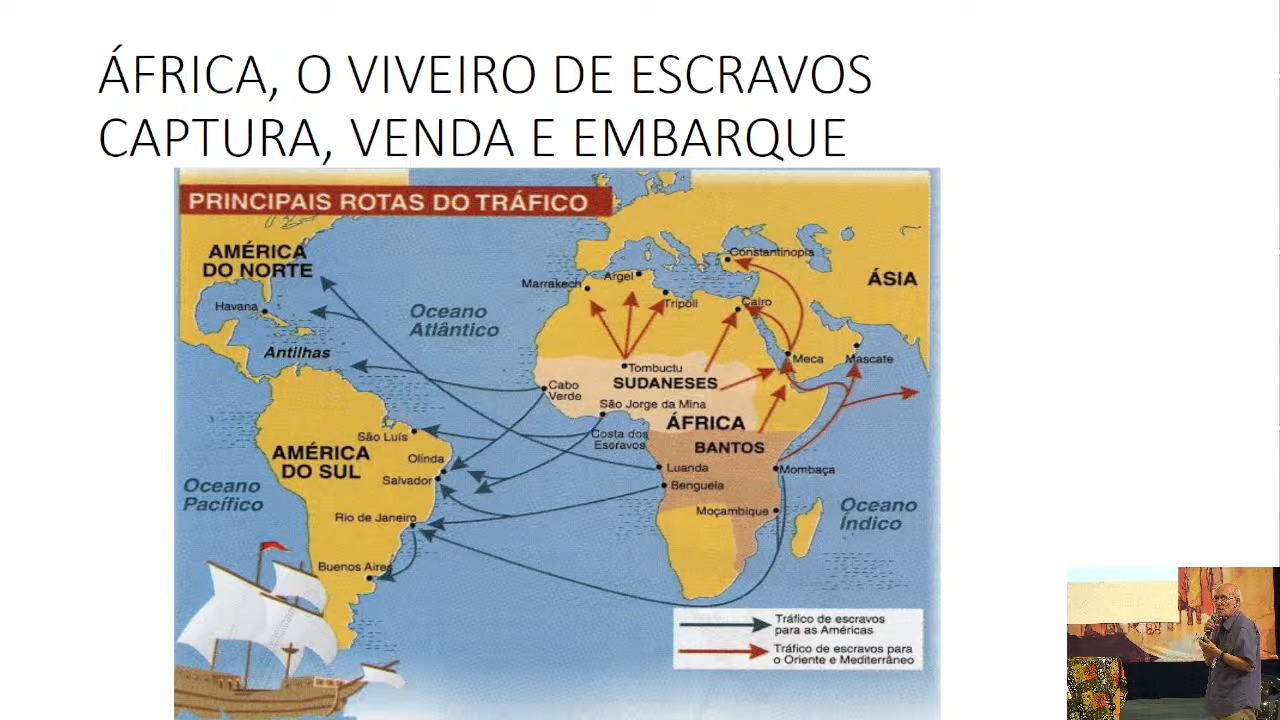 ÁFRICA, O VIVEIRO DE ESCRAVOS
CAPTURA, VENDA E EMBARQUE
PRINCIPAIS ROTAS DO TRÁFICO
AMÉRICA
DO NORTE
Havana
Antilhas
Oceano
Atlântico
Marrakech
Argel
Trípoli
Constantinopla
Cairo
ÁSIA
Meca
Mascate
Tombuctu
SUDANESES
Cabo
Verde
São Jorge da Mina
ÁFRICA
Costa dos
Escravos
BANTOS
São Luís
AMÉRICA
DO SUL
Olinda
Salvador
Luanda
Benguela
Mombaça
Oceano
Pacífico
Rio de Janeiro
Moçambique
Oceano
Índico
Buenos Aires
Tráfico de escravos
para as Américas
Tráfico de escravos para
o Oriente e Mediterrâneo